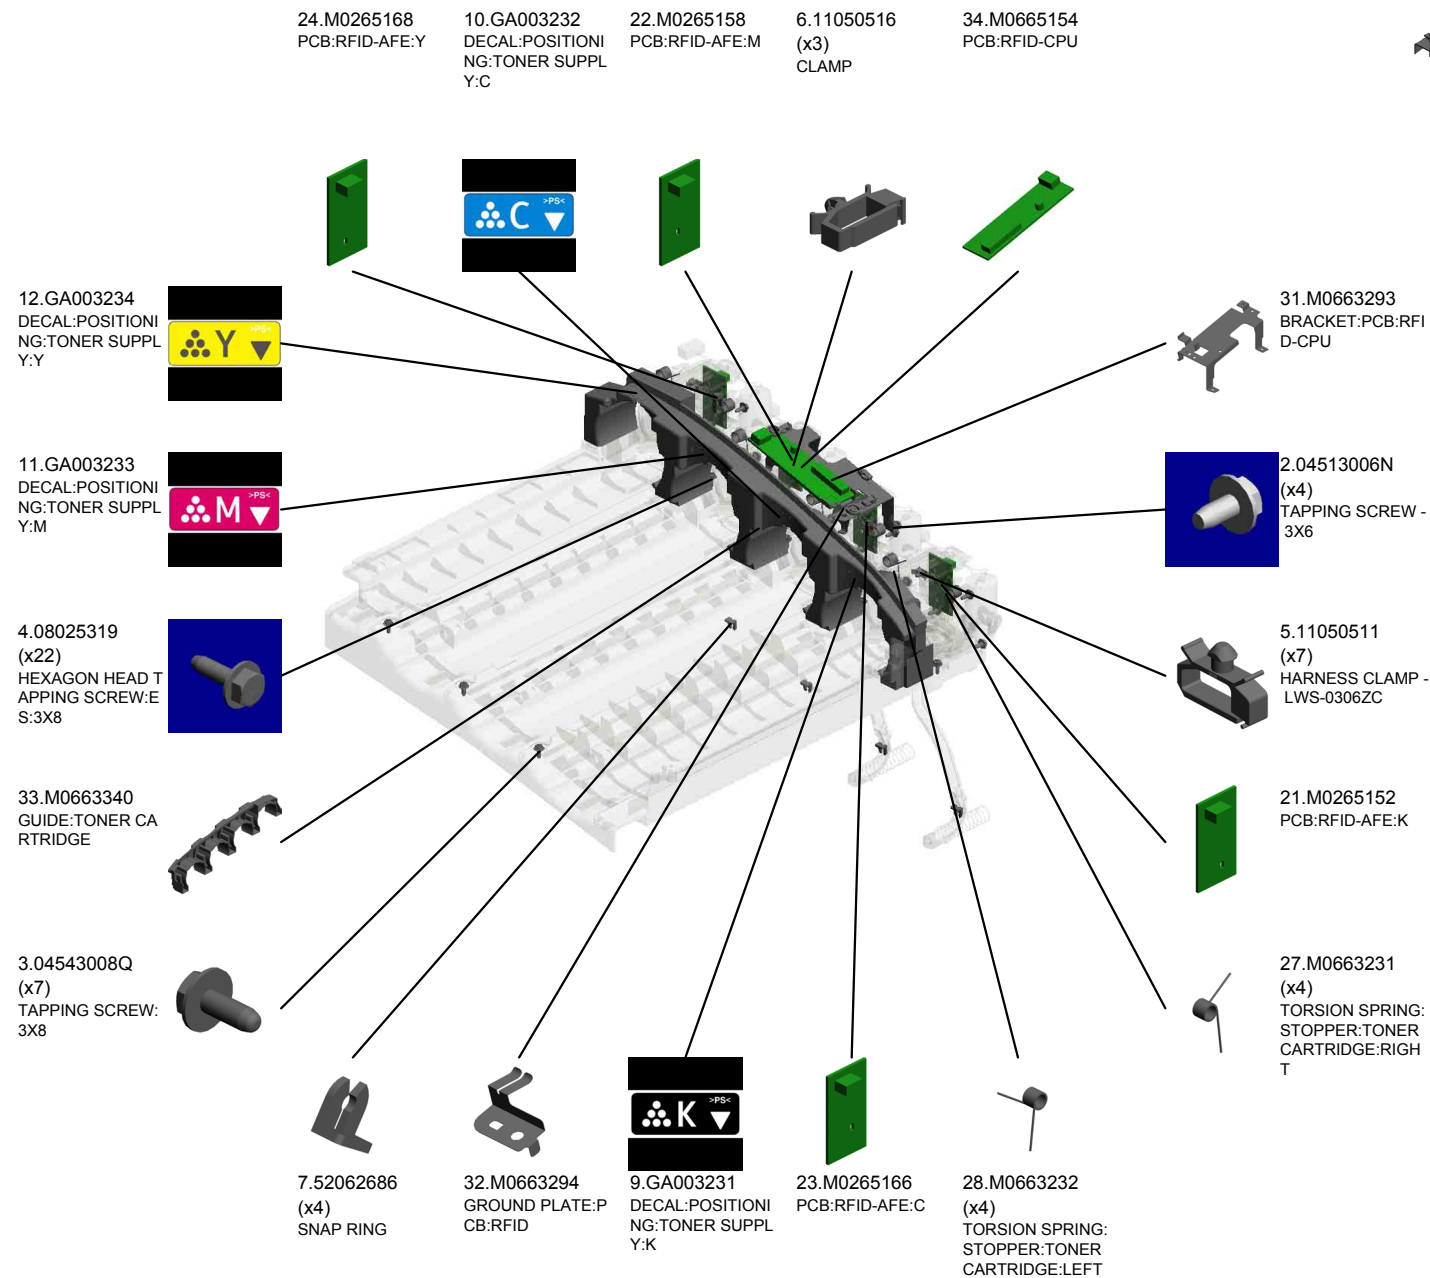 24.M0265168
PCB:RFID-AFE:Y
10.GA003232
DECAL:POSITIONI
NG:TONER SUPPL
Y:C
22.M0265158
PCB:RFID-AFE:M
6.11050516
(x3)
CLAMP
34.M0665154
PCB:RFID-CPU
C
>PS<
12.GA003234
DECAL:POSITIONI
NG:TONER SUPPL
Y:Y
Y
>PS<
31.M0663293
BRACKET:PCB:RFI
D-CPU
11.GA003233
DECAL:POSITIONI
NG:TONER SUPPL
Y:M
M
>PS<
2.04513006N
(x4)
TAPPING SCREW -
3X6
4.08025319
(x22)
HEXAGON HEAD T
APPING SCREW:E
S:3X8
5.11050511
(x7)
HARNESS CLAMP -
LWS-0306ZC
33.M0663340
GUIDE:TONER CA
RTRIDGE
21.M0265152
PCB:RFID-AFE:K
3.04543008Q
(x7)
TAPPING SCREW:
3X8
27.M0663231
(x4)
TORSION SPRING:
STOPPER:TONER
CARTRIDGE:RIGH
T
K
>PS<
7.52062686
(x4)
SNAP RING
32.M0663294
GROUND PLATE:P
CB:RFID
9.GA003231
DECAL:POSITIONI
NG:TONER SUPPL
Y:K
23.M0265166
PCB:RFID-AFE:C
28.M0663232
(x4)
TORSION SPRING:
STOPPER:TONER
CARTRIDGE:LEFT